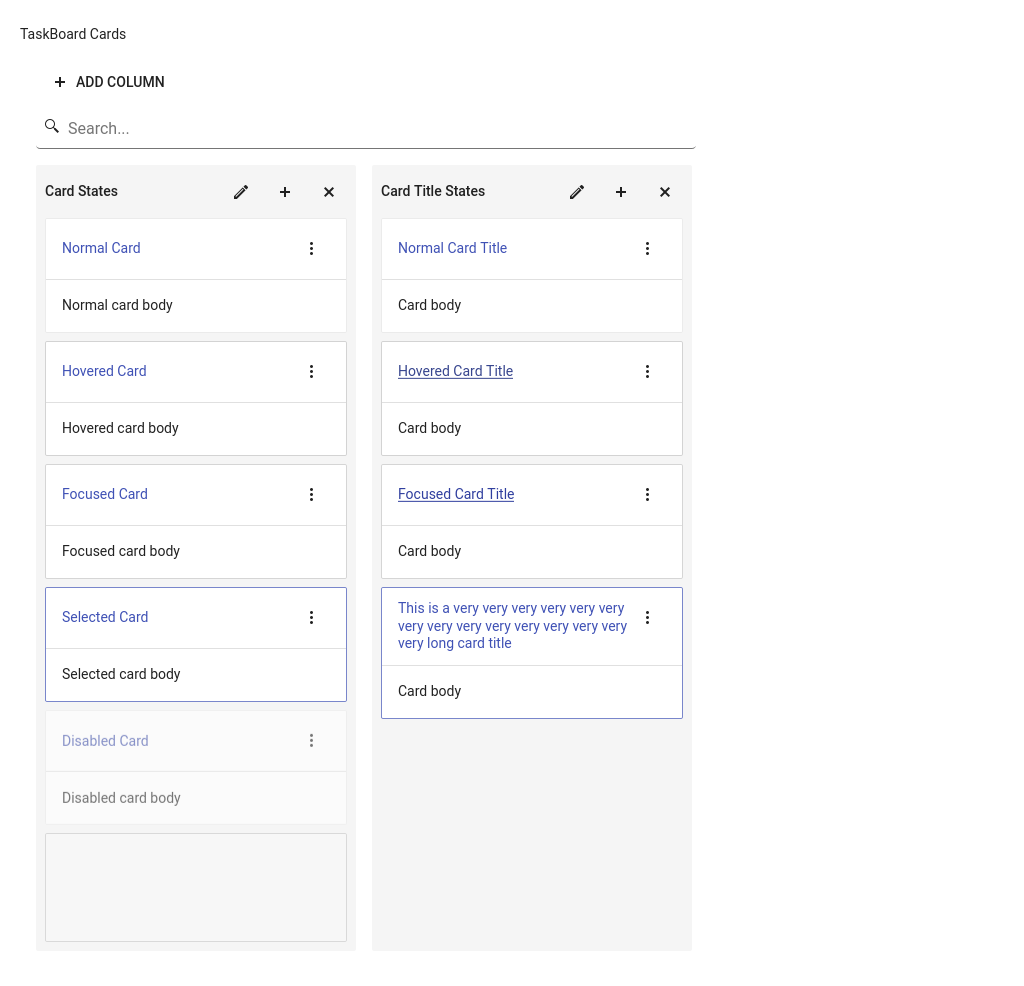 TaskBoard Cards
ADD COLUMN
Search...
Card States
Normal Card
Normal card body
Hovered Card
Hovered card body
Focused Card
Focused card body
Selected Card
Selected card body
Disabled Card
Disabled card body
Card Title States
Normal Card Title
Card body
Hovered Card Title
Card body
Focused Card Title
Card body
This is a very very very very very very
very very very very very very very very
very long card title
Card body